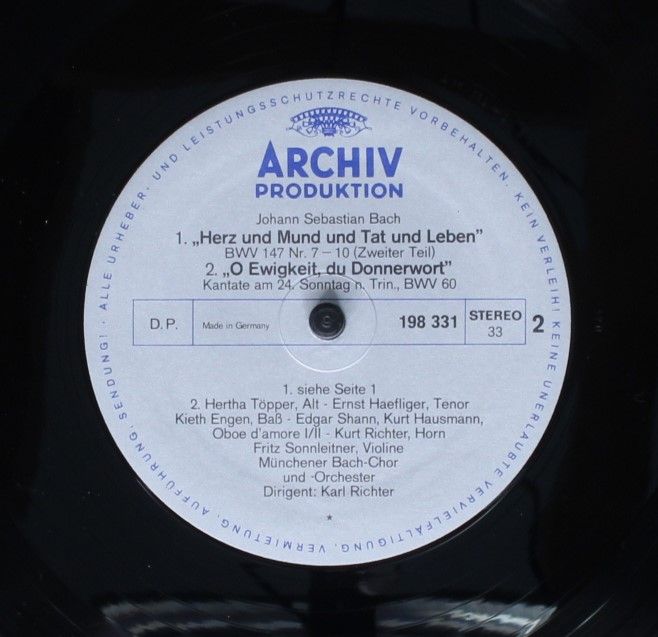 · ALLE URHEBER- UND LEISTUNGSSCHUTZRECHTE VORBEHALTEN. KEIN VERLEIH! KEINE UNERLAUBTE VERVIELFÄLTIGUNG, VERMIETUNG, AUFFÜHRUNG, SENDUNG!
ARCHIV
PRODUKTION
Johann Sebastian Bach
1. „Herz und Mund und Tat und Leben"
BWV 147 Nr. 7 – 10 (Zweiter Teil)
2. „O Ewigkeit, du Donnerwort"
Kantate am 24. Sonntag n. Trin., BWV 60
D.P. Made in Germany 198 331 STEREO 33 2
1. siehe Seite 1
2. Hertha Töpper, Alt - Ernst Haefliger, Tenor
Kieth Engen, Baß - Edgar Shann, Kurt Hausmann,
Oboe d'amore I/II - Kurt Richter, Horn
Fritz Sonnleitner, Violine
Münchener Bach-Chor
und -Orchester
Dirigent: Karl Richter
*